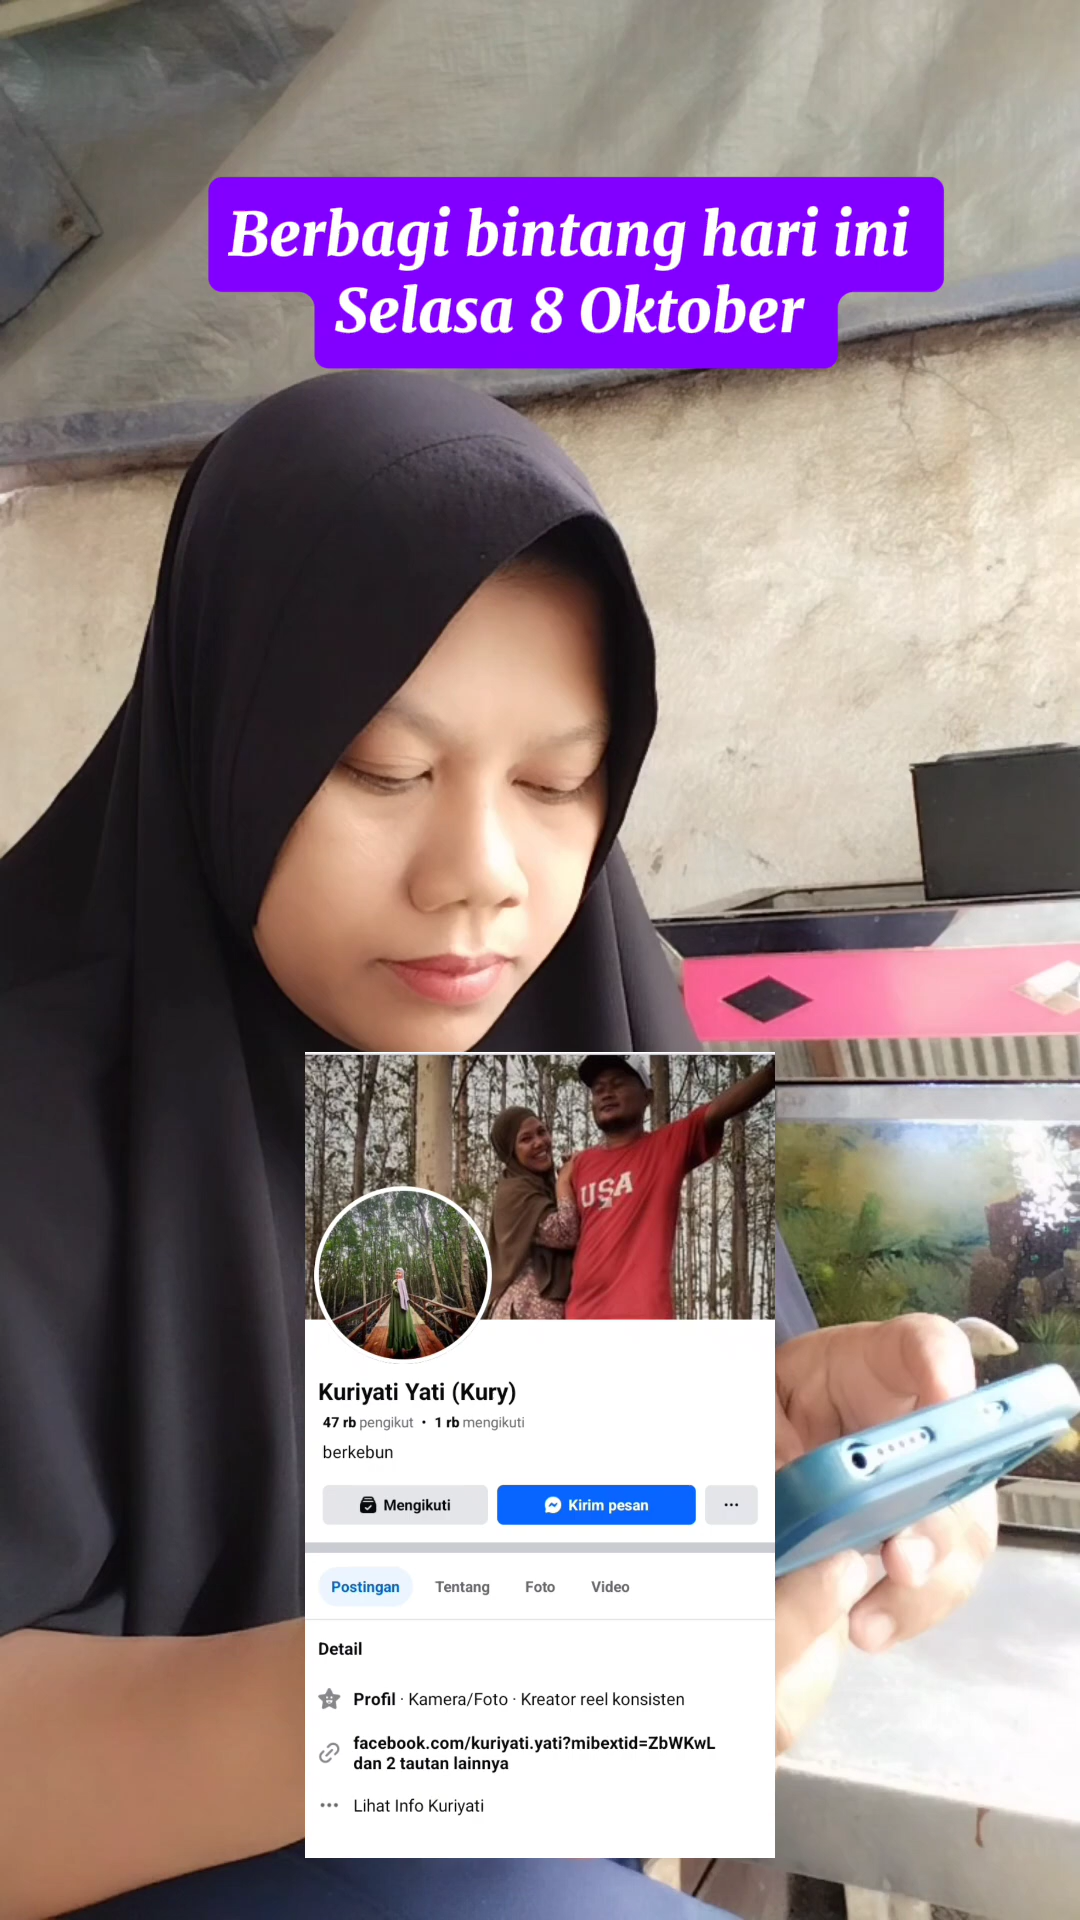 Berbagi bintang hari ini
Selasa 8 Oktober
USA
Kuriyati Yati (Kury)
47 rb pengikut • 1 rb mengikuti
berkebun
Mengikuti
Kirim pesan
Postingan
Tentang
Foto
Video
Detail
Profil · Kamera/Foto · Kreator reel konsisten
facebook.com/kuriyati.yati?mibextid=ZbWKwL
dan 2 tautan lainnya
Lihat Info Kuriyati